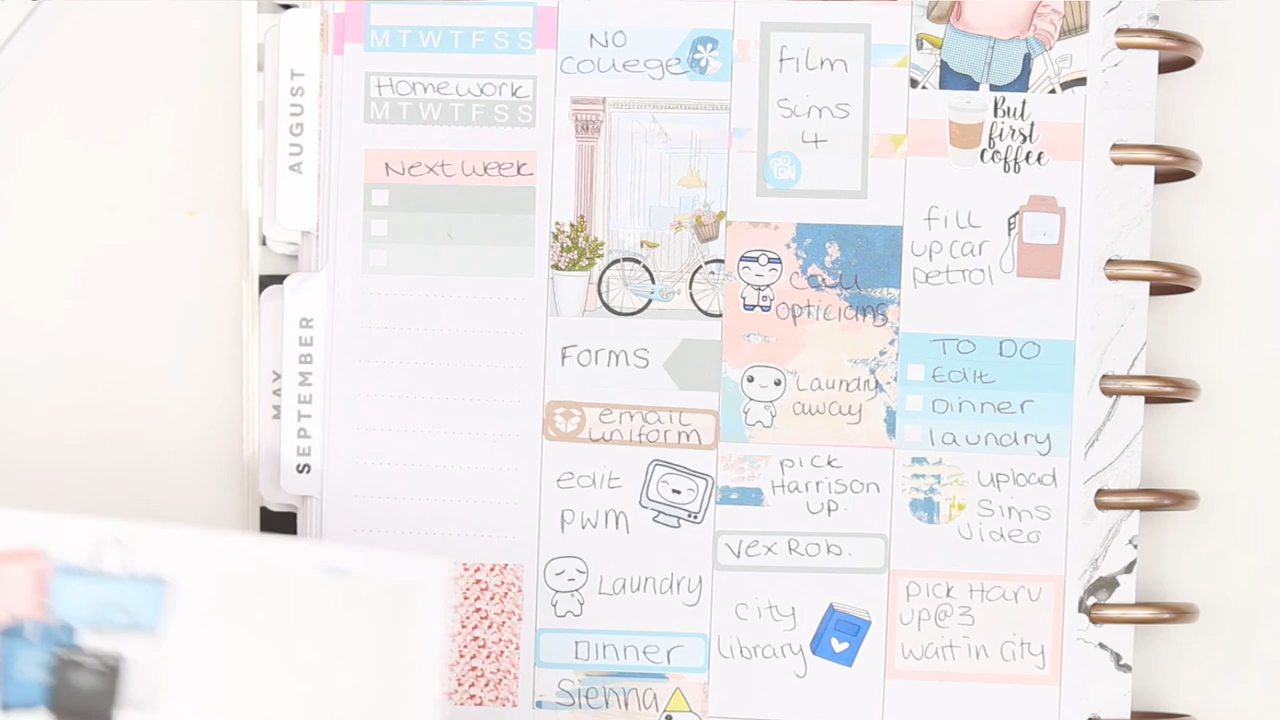 AUGUST
MAY
SEPTEMBER
MTWTFSS
Homework
MTWTFSS
Next Week
NO
COLLEGE
FORMS
email
uniform
edit
PWM
Laundry
DINNER
Sienna
film
Sims
4
call
opticians
Laundry
away
pick
Harrison
UP.
Vex Rob.
city
Library
But
first
coffee
fill
up car
petrol
TO DO
Edit
Dinner
laundry
upload
Sims
Video
pick Harv
up@3
wait in city